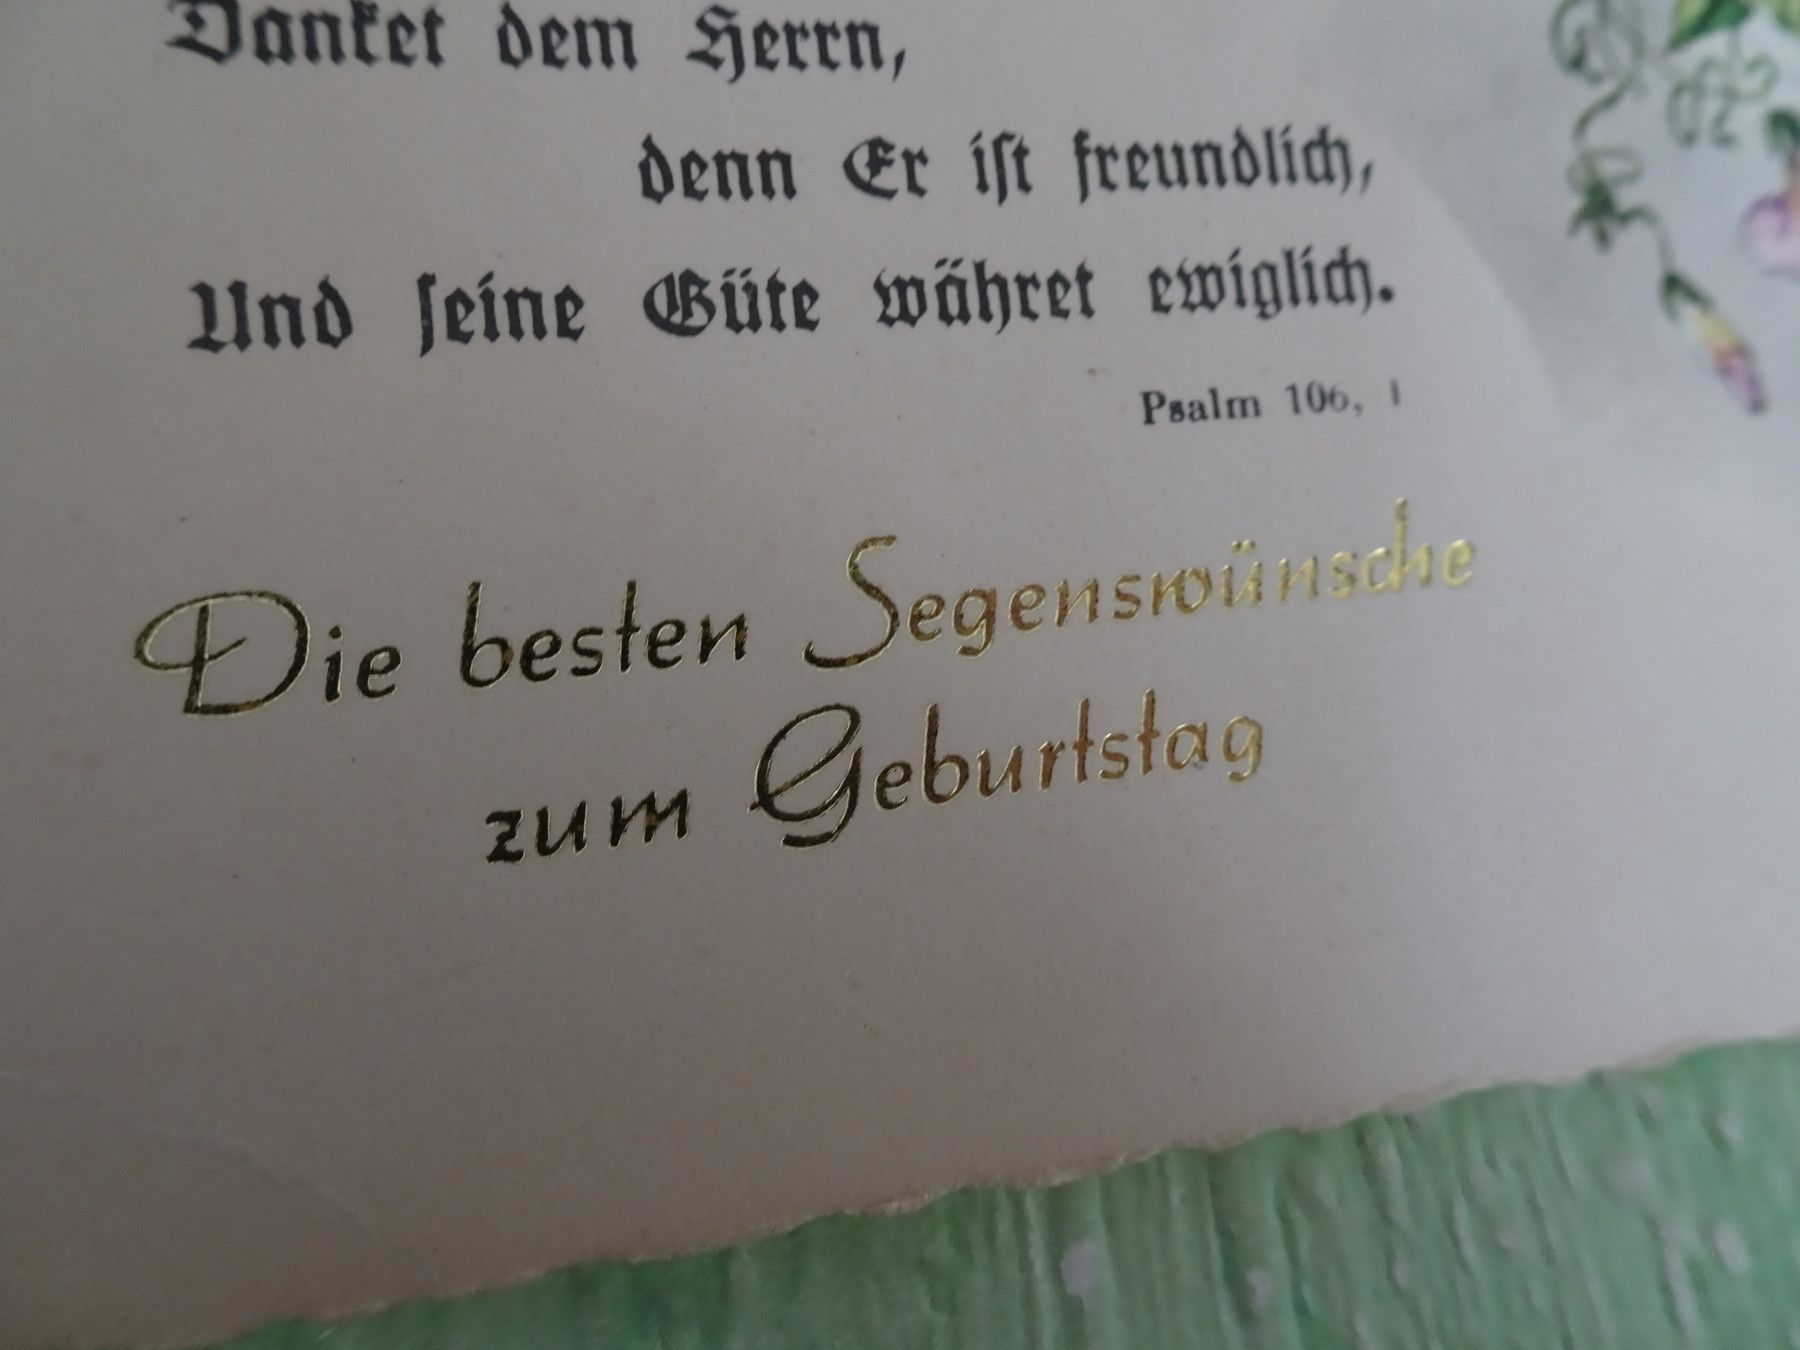 Danket dem Herrn,
denn Er iſt freundlich,
Und ſeine Güte währet ewiglich.
Psalm 106, 1
Die besten Segenswünsche
zum Geburtstag